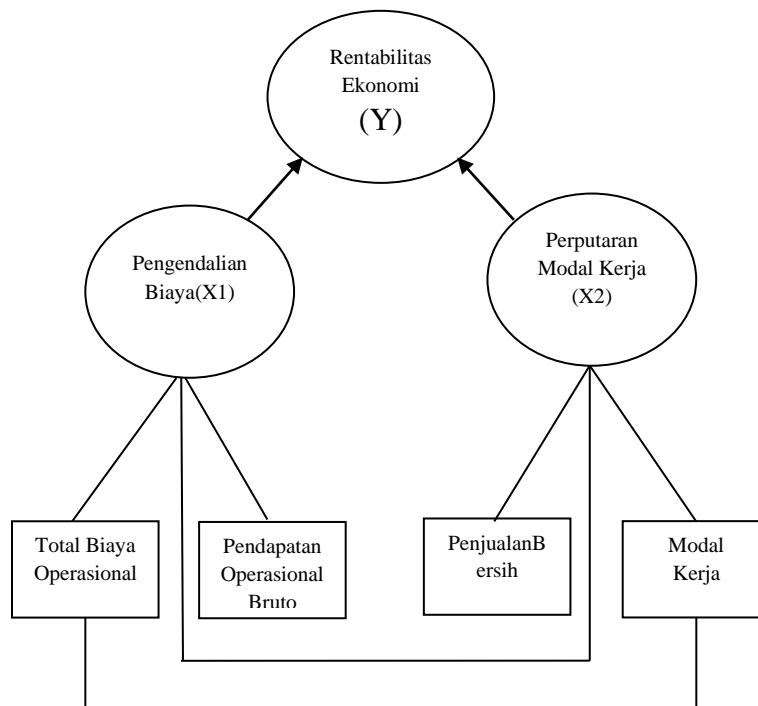 Rentabilitas
Ekonomi
(Y)
Pengendalian
Biaya(X1)
Perputaran
Modal Kerja
(X2)
Total Biaya
Operasional
Pendapatan
Operasional
Bruto
PenjualanB
ersih
Modal
Kerja